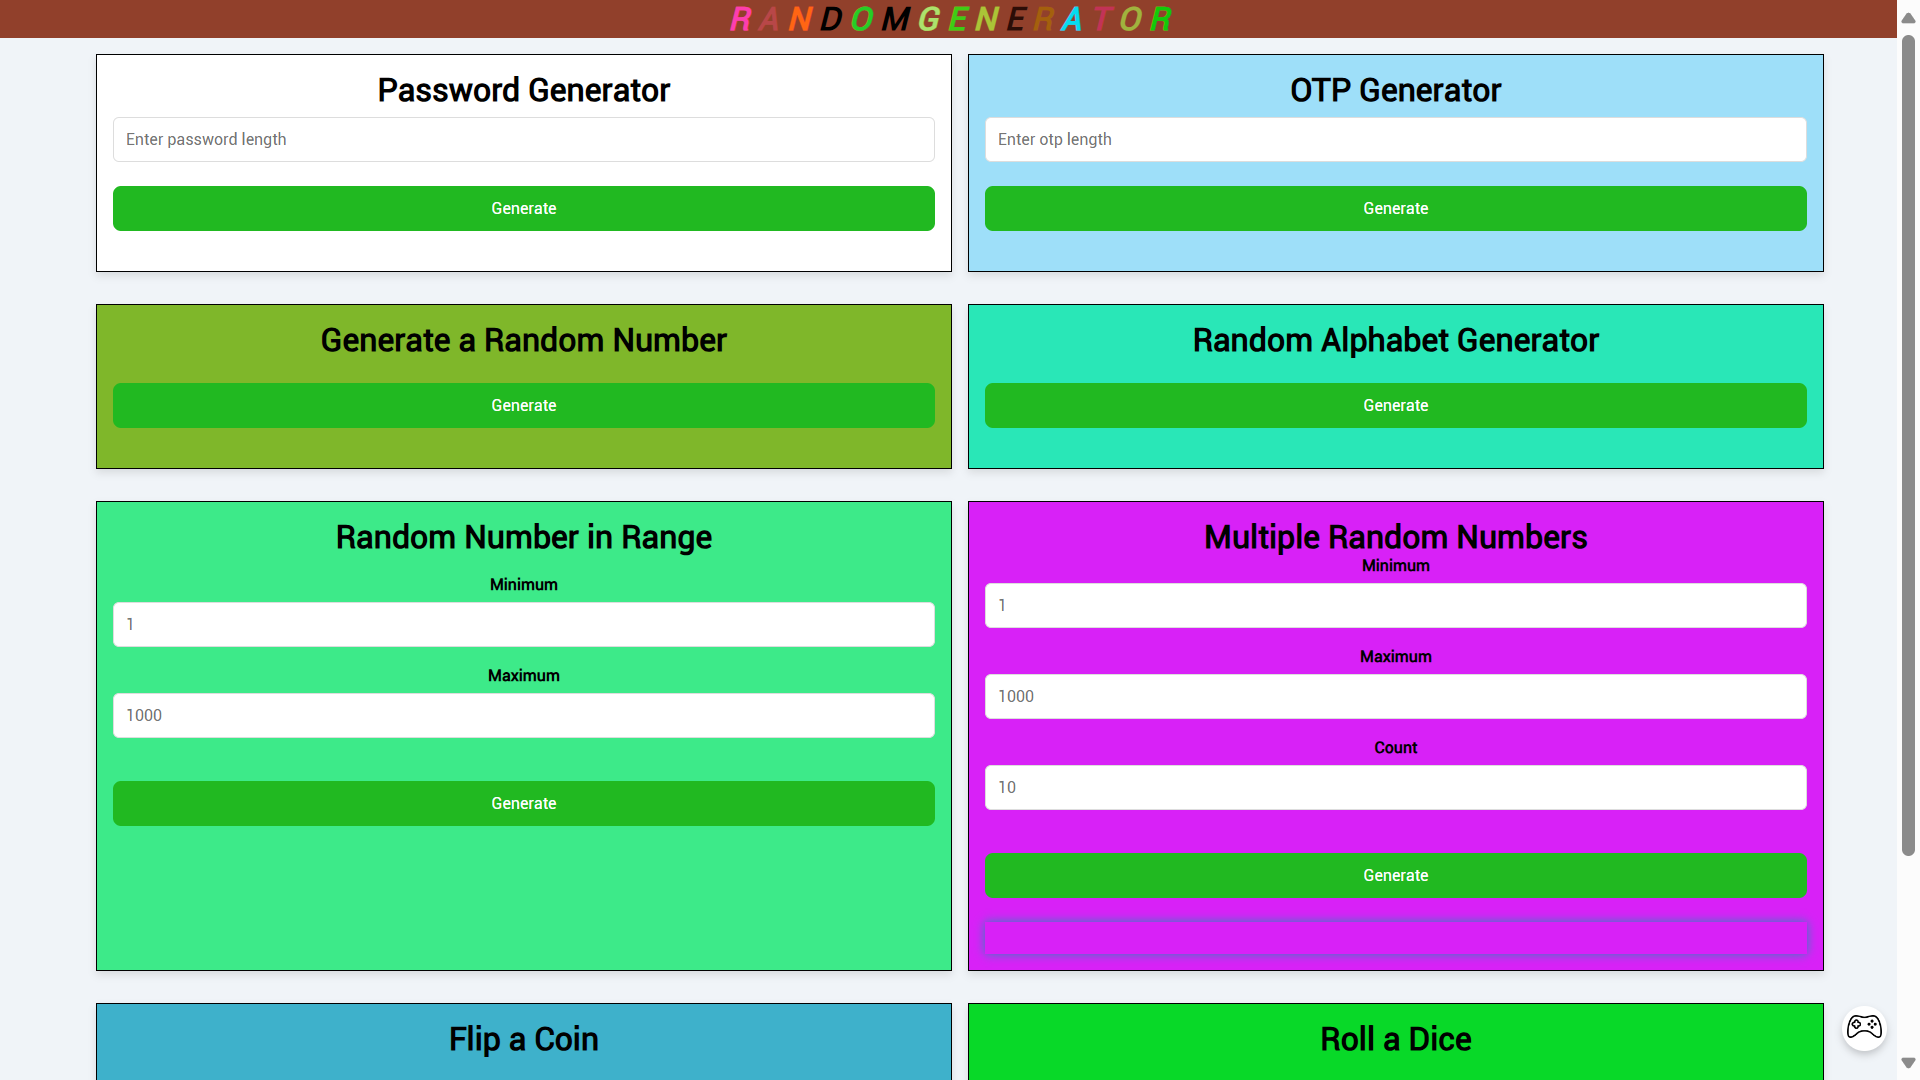 RANDOMGENERATOR
Password Generator
Enter password length
Generate
OTP Generator
Enter otp length
Generate
Generate a Random Number
Generate
Random Alphabet Generator
Generate
Random Number in Range
Minimum
1
Maximum
1000
Generate
Multiple Random Numbers
Minimum
1
Maximum
1000
Count
10
Generate
Flip a Coin
Roll a Dice